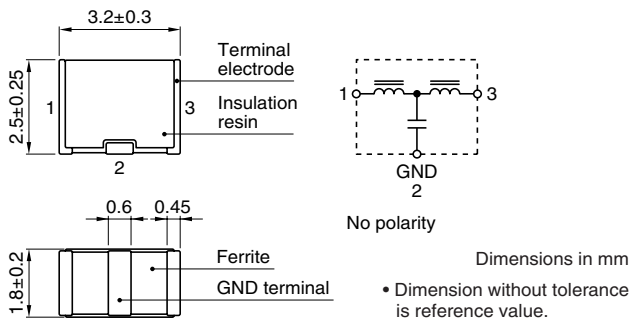 3.2±0.3
Terminal
electrode
2.5±0.25
1
3
Insulation
resin
2
1
3
GND
2
No polarity
0.6
0.45
1.8±0.2
Ferrite
GND terminal
Dimensions in mm
• Dimension without tolerance
is reference value.